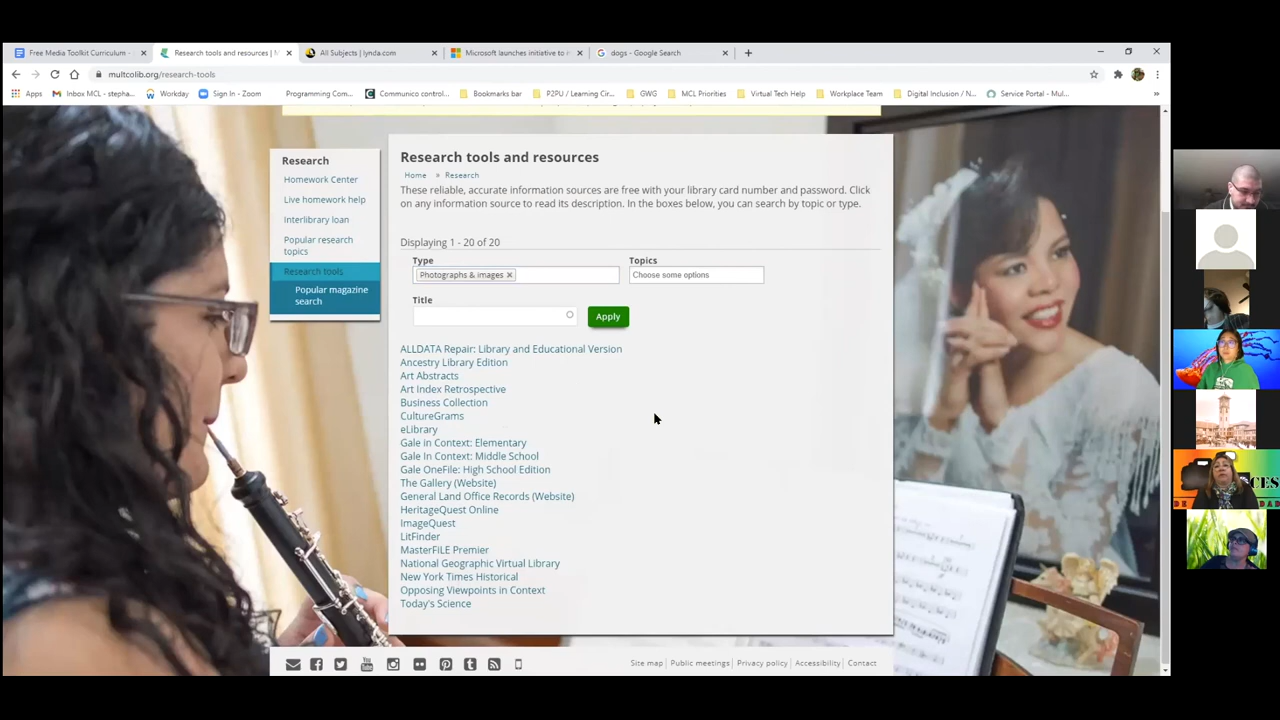 Free Media Toolkit Curriculum -
Research tools and resources | M
All Subjects | lynda.com
Microsoft launches initiative to
dogs - Google Search
multcolib.org/research-tools
Apps
Inbox MCL - stepha...
Workday
Sign In - Zoom
Programming Com...
Communico control...
Bookmarks bar
P2PU / Learning Cir...
GWG
MCL Priorities
Virtual Tech Help
Workplace Team
Digital Inclusion / N...
Service Portal - Mul...
Research
Homework Center
Live homework help
Interlibrary loan
Popular research
topics
Research tools
Popular magazine
search
Research tools and resources
Home » Research
These reliable, accurate information sources are free with your library card number and password. Click
on any information source to read its description. In the boxes below, you can search by topic or type.
Displaying 1 - 20 of 20
Type
Photographs & images
Topics
Choose some options
Title
Apply
ALLDATA Repair: Library and Educational Version
Ancestry Library Edition
Art Abstracts
Art Index Retrospective
Business Collection
CultureGrams
eLibrary
Gale in Context: Elementary
Gale In Context: Middle School
Gale OneFile: High School Edition
The Gallery (Website)
General Land Office Records (Website)
HeritageQuest Online
ImageQuest
LitFinder
MasterFILE Premier
National Geographic Virtual Library
New York Times Historical
Opposing Viewpoints in Context
Today's Science
Site map | Public meetings | Privacy policy | Accessibility | Contact